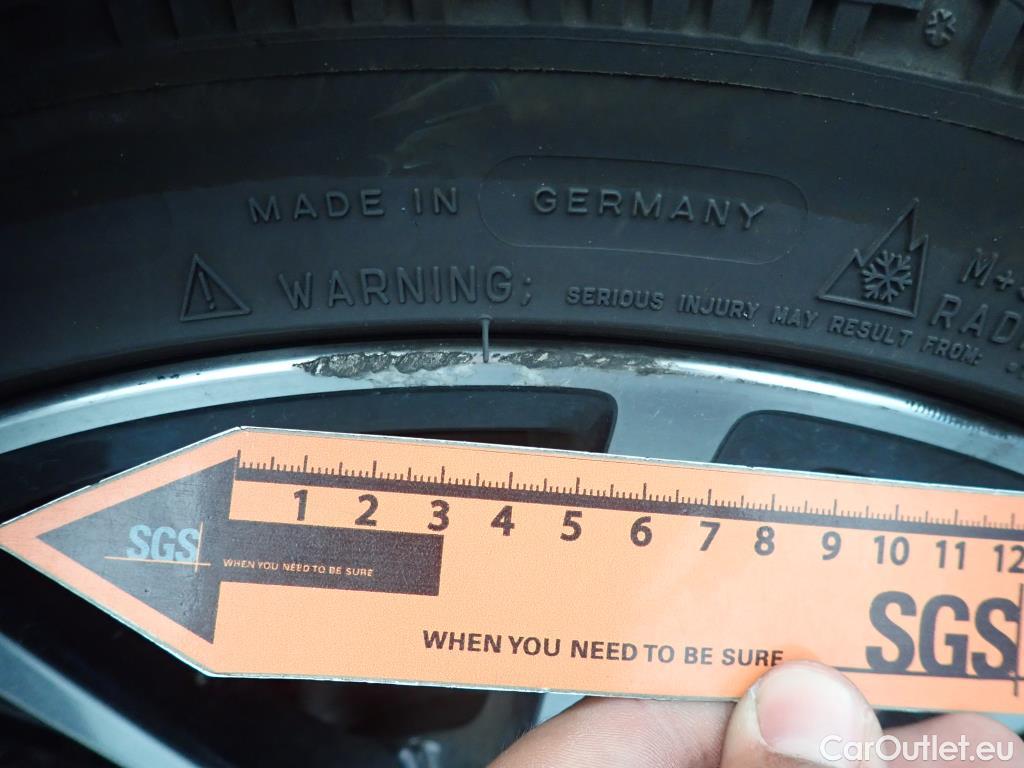 MADE IN GERMANY
WARNING; SERIOUS INJURY MAY RESULT FROM:
1 2 3 4 5 6 7 8 9 10 11 12
SGS
WHEN YOU NEED TO BE SURE
WHEN YOU NEED TO BE SURE
SGS
CarOutlet.eu